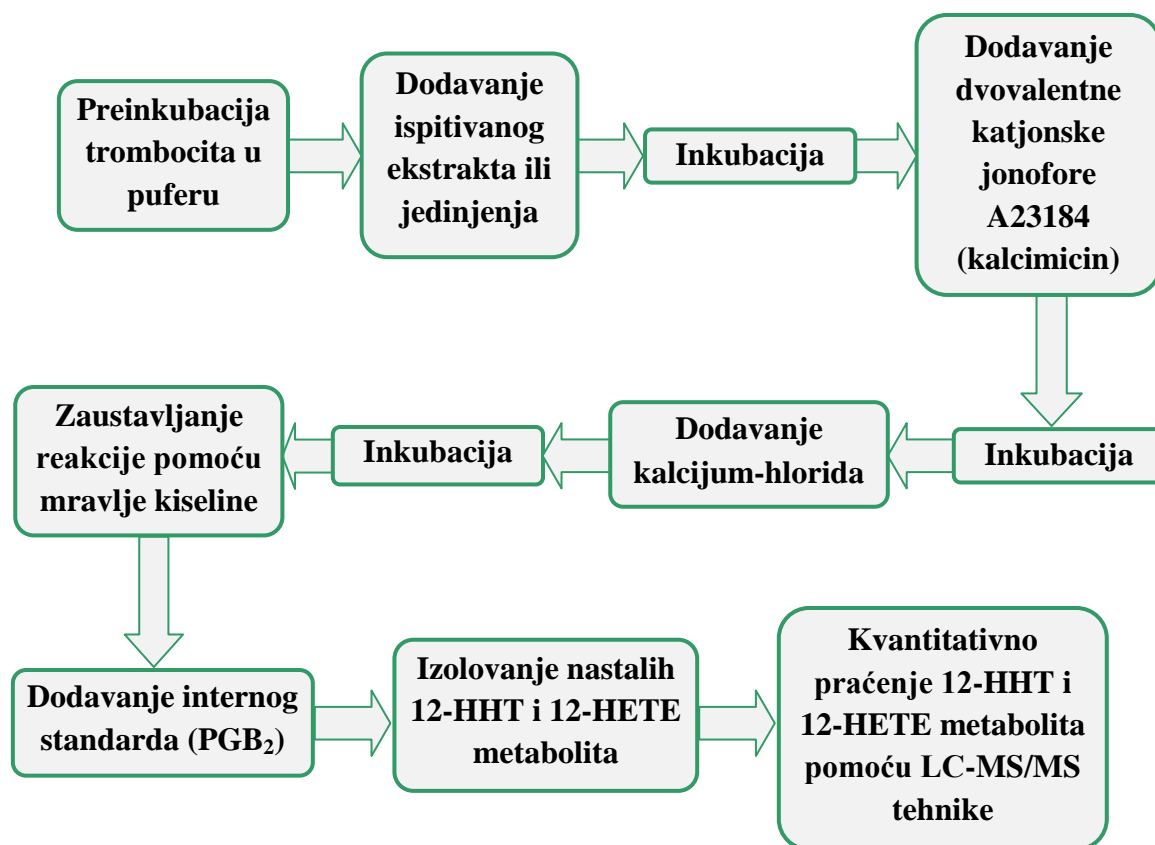 Preinkubacija
trombocita u
puferu
Dodavanje
ispitivanog
ekstrakta ili
jedinjenja
Inkubacija
Dodavanje
dvovalentne
katjonske
jonofore
A23184
(kalcimicin)
Inkubacija
Dodavanje
kalcijum-hlorida
Inkubacija
Zaustavljanje
reakcije pomoću
mravlje kiseline
Dodavanje internog
standarda (PGB₂)
Izolovanje nastalih
12-HHT i 12-HETE
metabolita
Kvantitativno
praćenje 12-HHT i
12-HETE metabolita
pomoću LC-MS/MS
tehnike